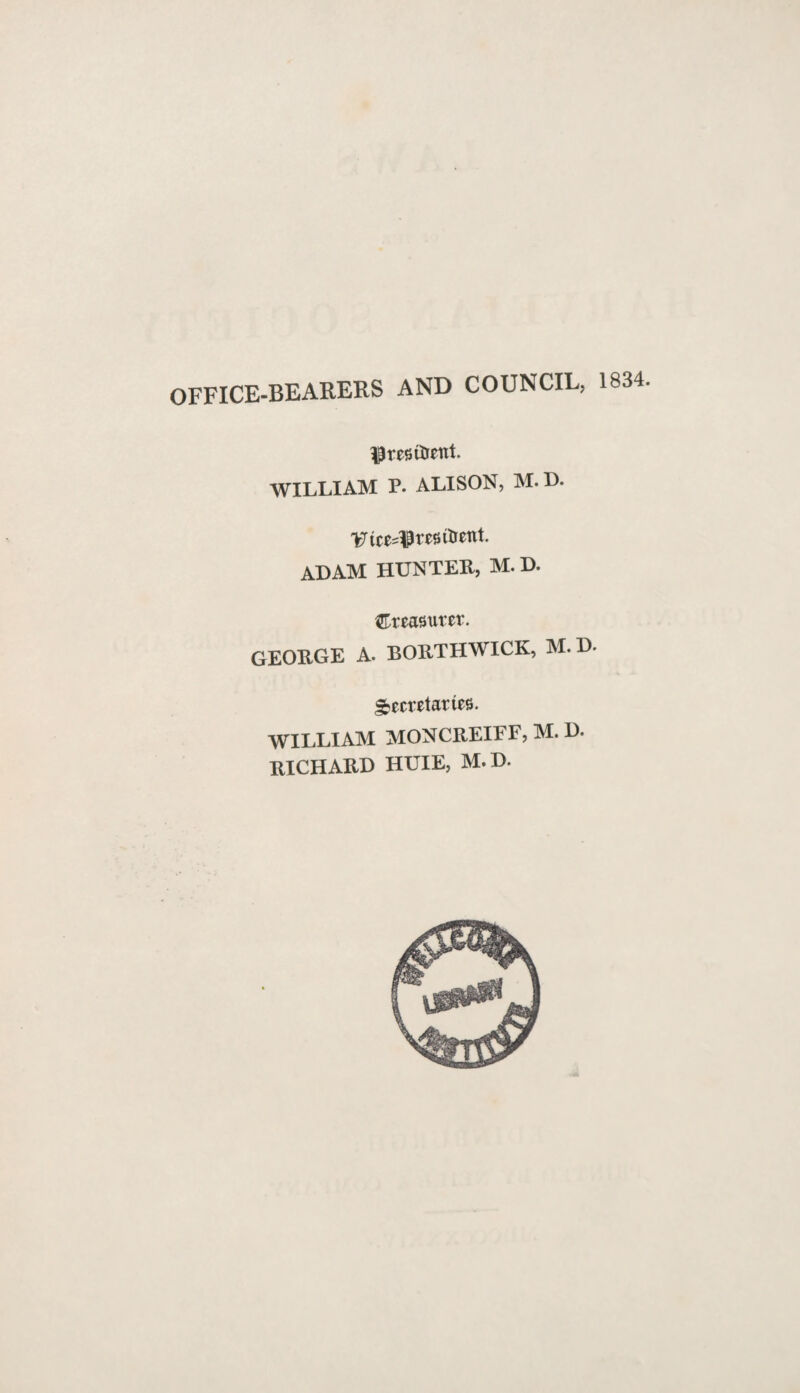 OFFICE-BEARERS AND COUNCIL, 1834.
President.
WILLIAM P. ALISON, M. D.
Vice-President.
ADAM HUNTER, M. D.
Treasurer.
GEORGE A. BORTHWICK, M. D.
Secretaries.
WILLIAM MONCREIFF, M. D.
RICHARD HUIE, M. D.
LIBRARY